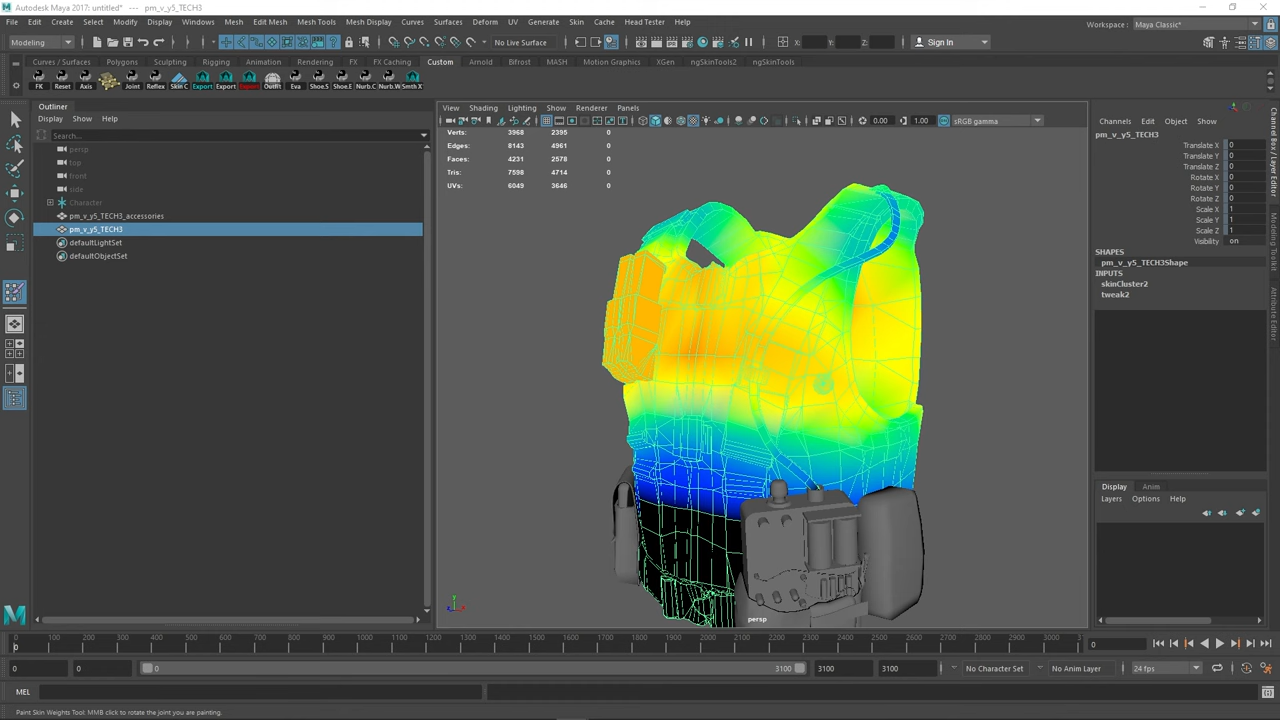 Autodesk Maya 2017: untitled*   ---   pm_v_y5_TECH3
File Edit Create Select Modify Display Windows Mesh Edit Mesh Mesh Tools Mesh Display Curves Surfaces Deform UV Generate Skin Cache Head Tester Help
Workspace : Maya Classic*
Modeling No Live Surface X: Y: Z: Sign In
Curves / Surfaces Polygons Sculpting Rigging Animation Rendering FX FX Caching Custom Arnold Bifrost MASH Motion Graphics XGen ngSkinTools2 ngSkinTools
FK Reset Axis Joint Reflex Skin C Export Export Export Outfit Eva Shoe.S Shoe.E Nurb.C Nurb.W Smth X
Outliner
Display Show Help
Search...
persp
top
front
side
Character
pm_v_y5_TECH3_accessories
pm_v_y5_TECH3
defaultLightSet
defaultObjectSet
View Shading Lighting Show Renderer Panels
0.00 1.00 sRGB gamma
Verts: 3968 2395 0
Edges: 8143 4961 0
Faces: 4231 2578 0
Tris: 7598 4714 0
UVs: 6049 3646 0
persp
Channels Edit Object Show
pm_v_y5_TECH3
Translate X 0
Translate Y 0
Translate Z 0
Rotate X 0
Rotate Y 0
Rotate Z 0
Scale X 1
Scale Y 1
Scale Z 1
Visibility on
SHAPES
pm_v_y5_TECH3Shape
INPUTS
skinCluster2
tweak2
Channel Box / Layer Editor
Modeling Toolkit
Attribute Editor
Display Anim
Layers Options Help
0 100 200 300 400 500 600 700 800 900 1000 1100 1200 1300 1400 1500 1600 1700 1800 1900 2000 2100 2200 2300 2400 2500 2600 2700 2800 2900 3000
0 0
0 0 0 3100 3100 3100 No Character Set No Anim Layer 24 fps
MEL
Paint Skin Weights Tool: MMB click to rotate the joint you are painting.